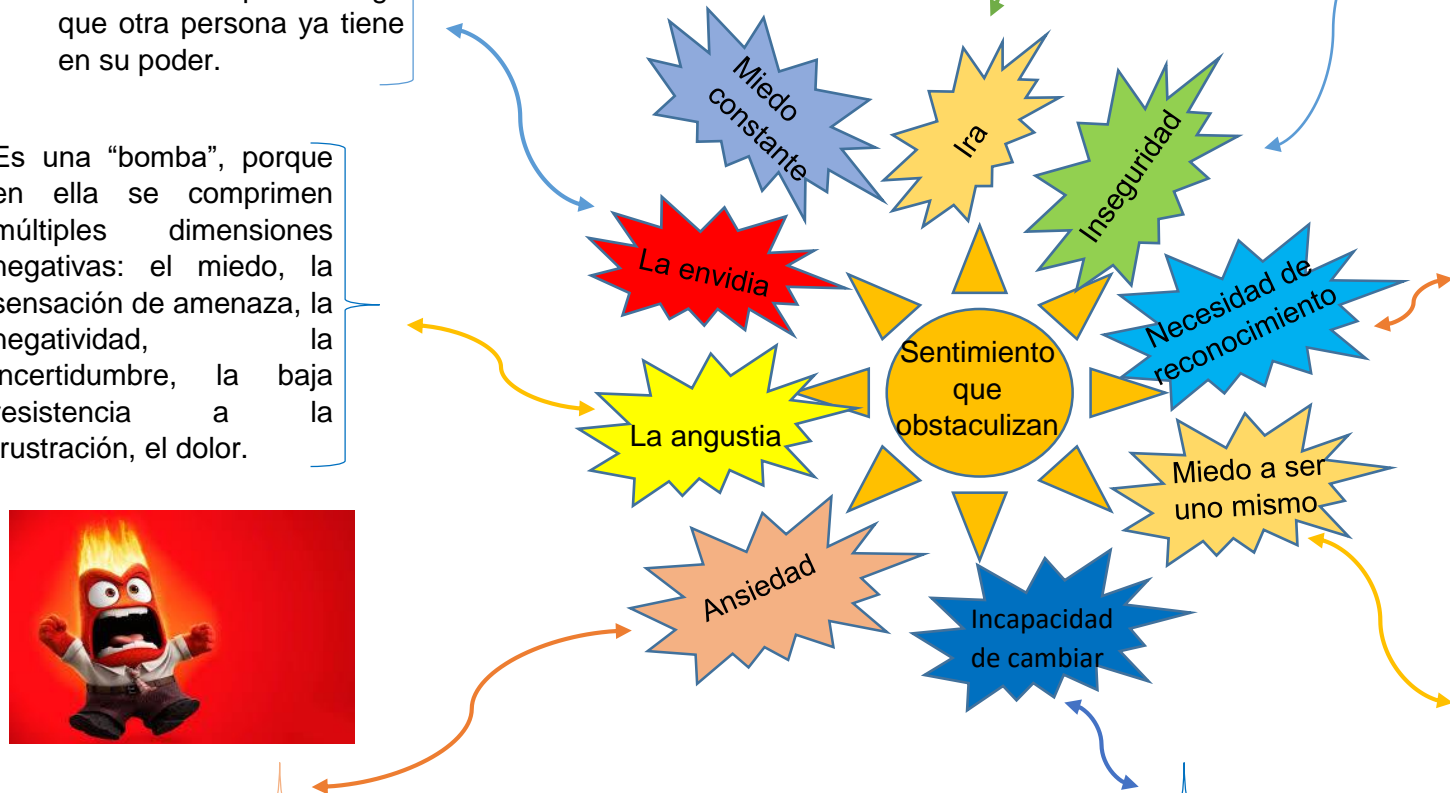 que otra persona ya tiene
en su poder.
Es una “bomba”, porque
en ella se comprimen
múltiples dimensiones
negativas: el miedo, la
sensación de amenaza, la
negatividad, la
incertidumbre, la baja
resistencia a la
frustración, el dolor.
Miedo
constante
Ira
Inseguridad
La envidia
Necesidad de
reconocimiento
Sentimiento
que
obstaculizan
La angustia
Miedo a ser
uno mismo
Ansiedad
Incapacidad
de cambiar